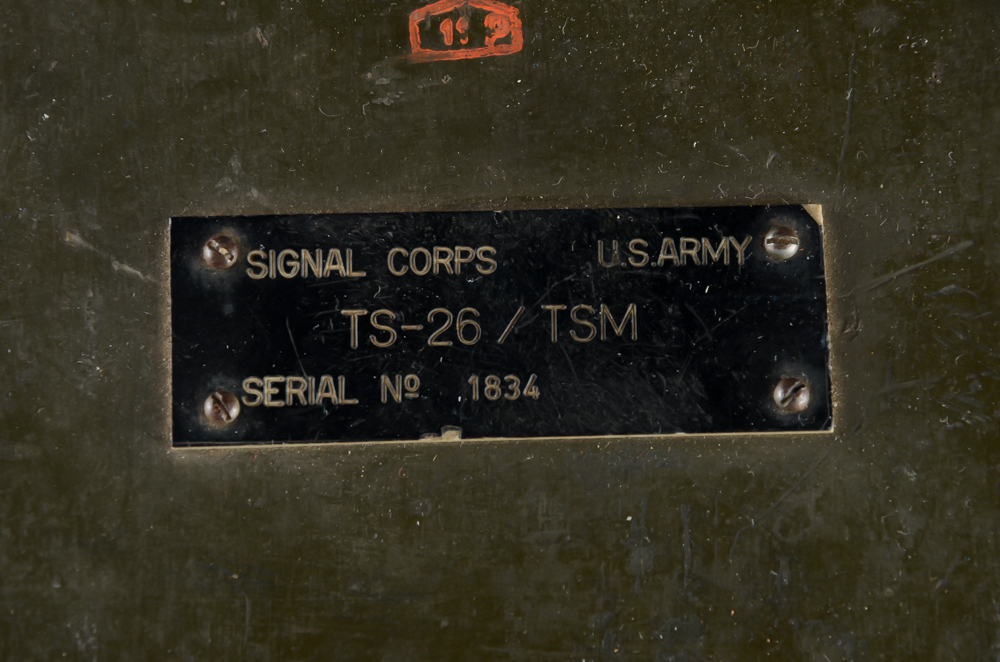 SIGNAL CORPS U.S.ARMY
TS-26 / TSM
SERIAL Nº 1834